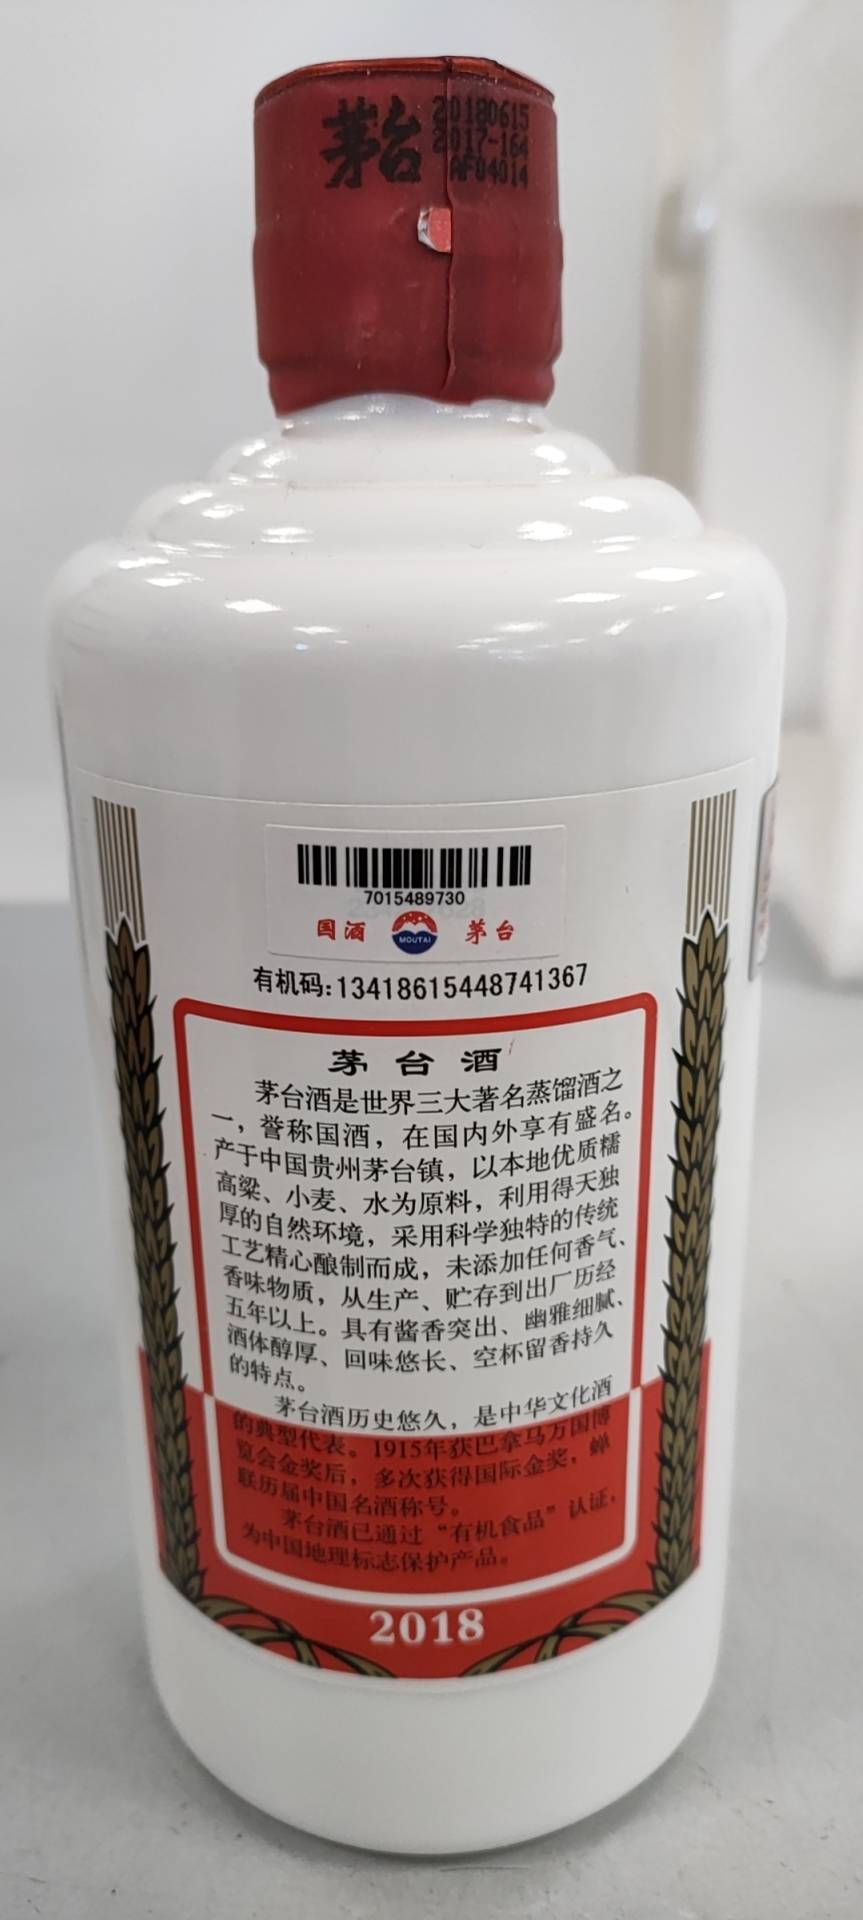 茅台
20180615
2017-164
AF04014
7015489730
国酒 MOUTAI 茅台
有机码:13418615448741367
茅台酒
茅台酒是世界三大著名蒸馏酒之
一，誉称国酒，在国内外享有盛名。
产于中国贵州茅台镇，以本地优质糯
高粱、小麦、水为原料，利用得天独
厚的自然环境，采用科学独特的传统
工艺精心酿制而成，未添加任何香气、
香味物质，从生产、贮存到出厂历经
五年以上。具有酱香突出、幽雅细腻、
酒体醇厚、回味悠长、空杯留香持久
的特点。
茅台酒历史悠久，是中华文化酒
的典型代表。1915年获巴拿马万国博
览会金奖后，多次获得国际金奖，蝉
联历届中国名酒称号。
茅台酒已通过“有机食品”认证，
为中国地理标志保护产品。
2018